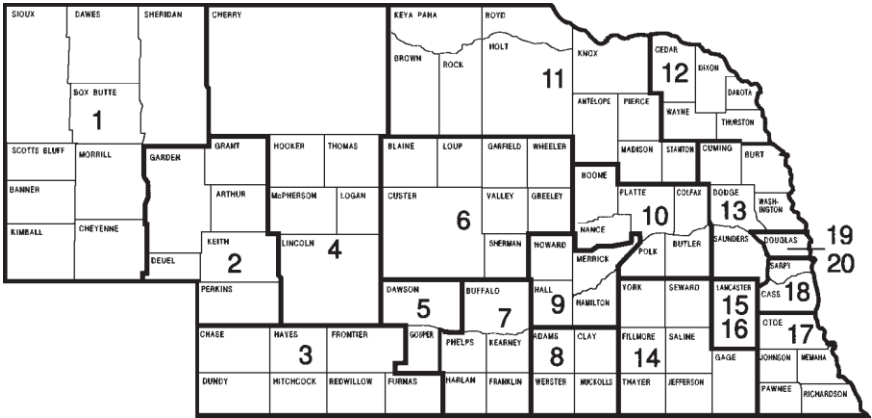 SIOUX DAWES SHERIDAN CHERRY KEYA PAHA BOYD
HOLT KNOX CEDAR
BROWN ROCK 11 12 DIXON
BOX BUTTE DAKOTA
1 ANTELOPE PIERCE WAYNE THURSTON
SCOTTS BLUFF MORRILL GARDEN GRANT HOOKER THOMAS BLAINE LOUP GARFIELD WHEELER MADISON STANTON CUMING BURT
BOONE
BANNER ARTHUR McPHERSON LOGAN CUSTER VALLEY GREELEY PLATTE COLFAX DODGE WASH-
INGTON
6 10 13
KIMBALL CHEYENNE KEITH LINCOLN 4 SHERMAN HOWARD NANCE POLK BUTLER SAUNDERS DOUGLAS 19
DEUEL 2 MERRICK SARPY 20
PERKINS DAWSON BUFFALO HALL YORK SEWARD LANCASTER CASS 18
5 7 9 HAMILTON 15
16
CHASE HAYES FRONTIER GOSPER PHELPS KEARNEY ADAMS CLAY FILLMORE SALINE OTOE 17
3 8 14 GAGE JOHNSON NEMAHA
DUNDY HITCHCOCK REDWILLOW FURNAS HARLAN FRANKLIN WEBSTER NUCKOLLS THAYER JEFFERSON PAWNEE RICHARDSON